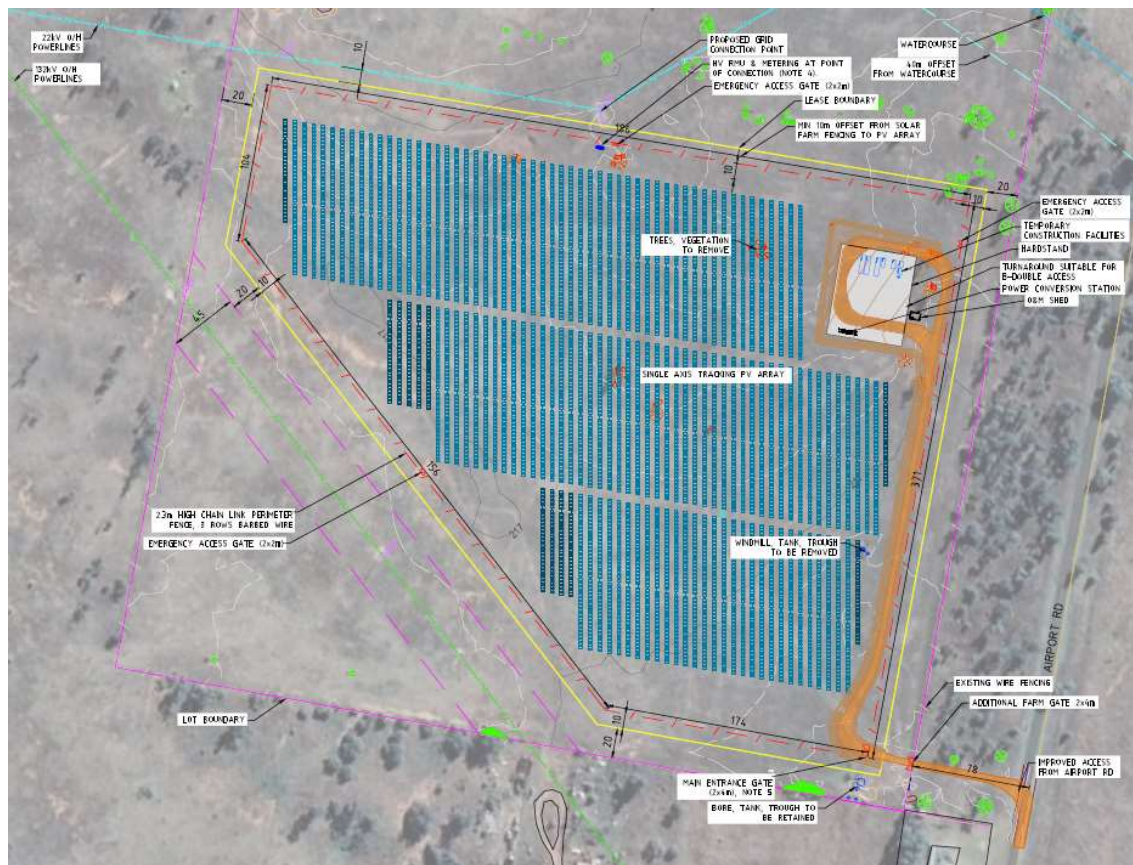 22kV O/H
POWERLINES
132kV O/H
POWERLINES
PROPOSED GRID
CONNECTION POINT
HV RMU & METERING AT POINT
OF CONNECTION (NOTE 4).
EMERGENCY ACCESS GATE (2x2m)
LEASE BOUNDARY
MIN 10m OFFSET FROM SOLAR
FARM FENCING TO PV ARRAY
WATERCOURSE
40m OFFSET
FROM WATERCOURSE
10
20
104
10
20
10
EMERGENCY ACCESS
GATE (2x2m)
TEMPORARY
CONSTRUCTION FACILITIES
HARDSTAND
TURNAROUND SUITABLE FOR
B-DOUBLE ACCESS
POWER CONVERSION STATION
O&M SHED
TREES, VEGETATION
TO REMOVE
20
10
45
SINGLE AXIS TRACKING PV ARRAY
371
156
217
2.3m HIGH CHAIN LINK PERIMETER
FENCE, 3 ROWS BARBED WIRE
EMERGENCY ACCESS GATE (2x2m)
WINDMILL TANK, TROUGH
TO BE REMOVED
AIRPORT RD
EXISTING WIRE FENCING
ADDITIONAL FARM GATE 2x4m
LOT BOUNDARY
10
20
174
78
MAIN ENTRANCE GATE
(2x4m), NOTE 5
BORE, TANK, TROUGH TO
BE RETAINED
IMPROVED ACCESS
FROM AIRPORT RD